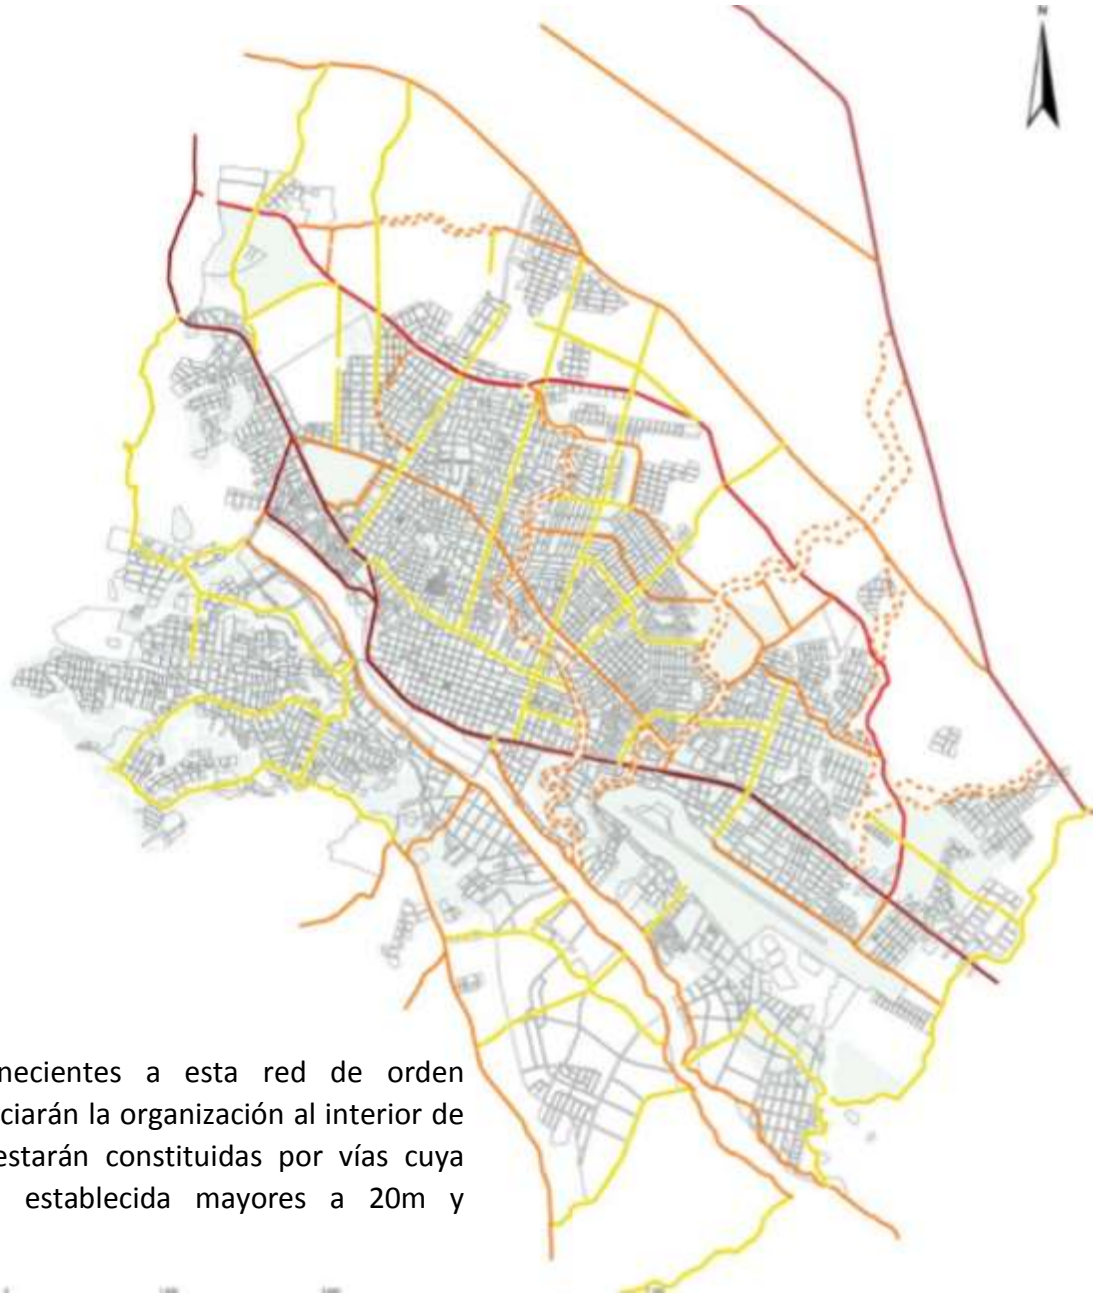 N
necientes a esta red de orden
ciarán la organización al interior de
estarán constituidas por vías cuya
establecida mayores a 20m y